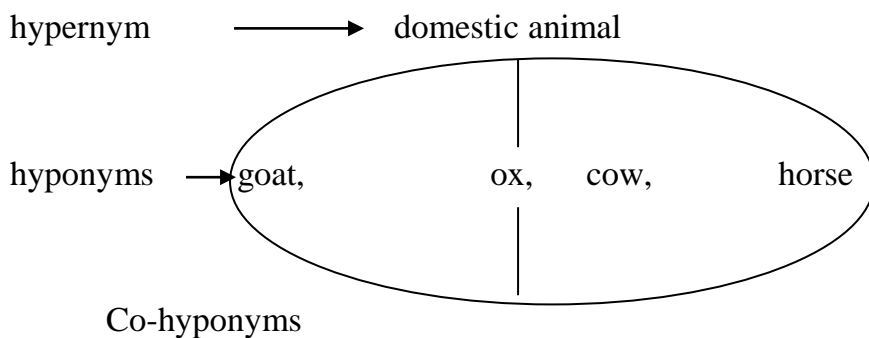 hypernym domestic animal
hyponyms goat, ox, cow, horse
Co-hyponyms